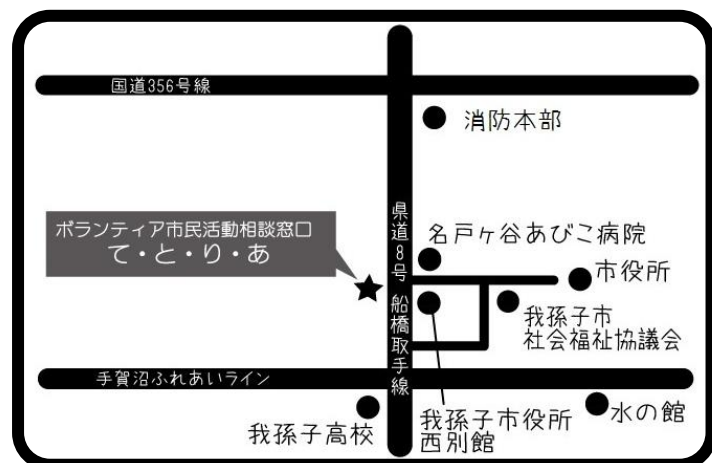 国道356号線
消防本部
ボランティア市民活動相談窓口
て・と・り・あ
県道8号 船橋取手線
名戸ヶ谷あびこ病院
市役所
我孫子市
社会福祉協議会
手賀沼ふれあいライン
我孫子高校
我孫子市役所
西別館
水の館